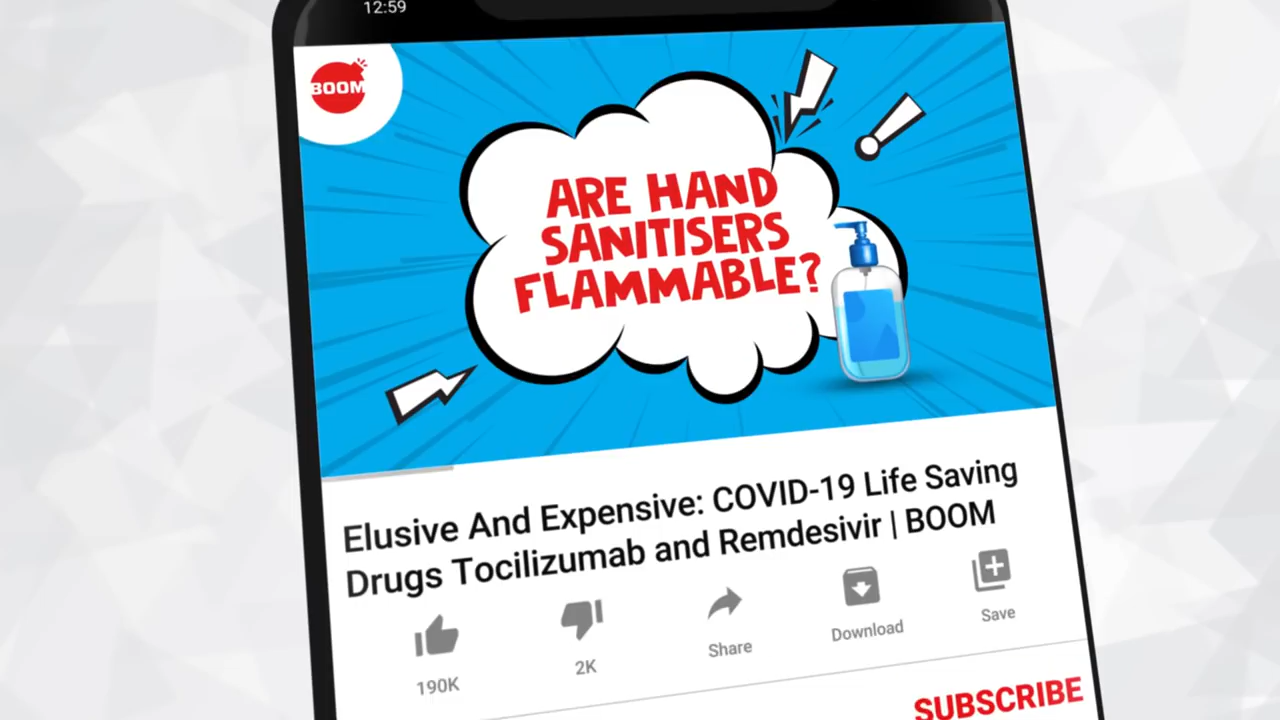 12:59
BOOM
ARE HAND
SANITISERS
FLAMMABLE?
Elusive And Expensive: COVID-19 Life Saving
Drugs Tocilizumab and Remdesivir | BOOM
190K
2K
Share
Download
Save
SUBSCRIBE